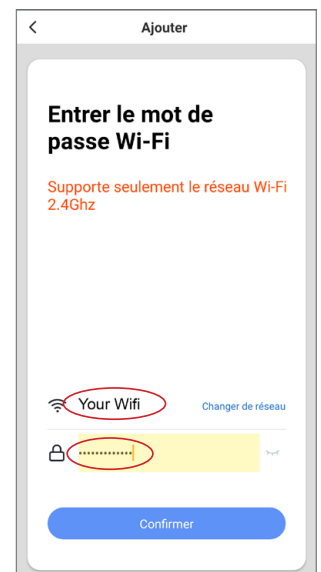 Ajouter
Entrer le mot de
passe Wi-Fi
Supporte seulement le réseau Wi-Fi
2.4Ghz
Your Wifi
Changer de réseau
•••••••••••••
Confirmer